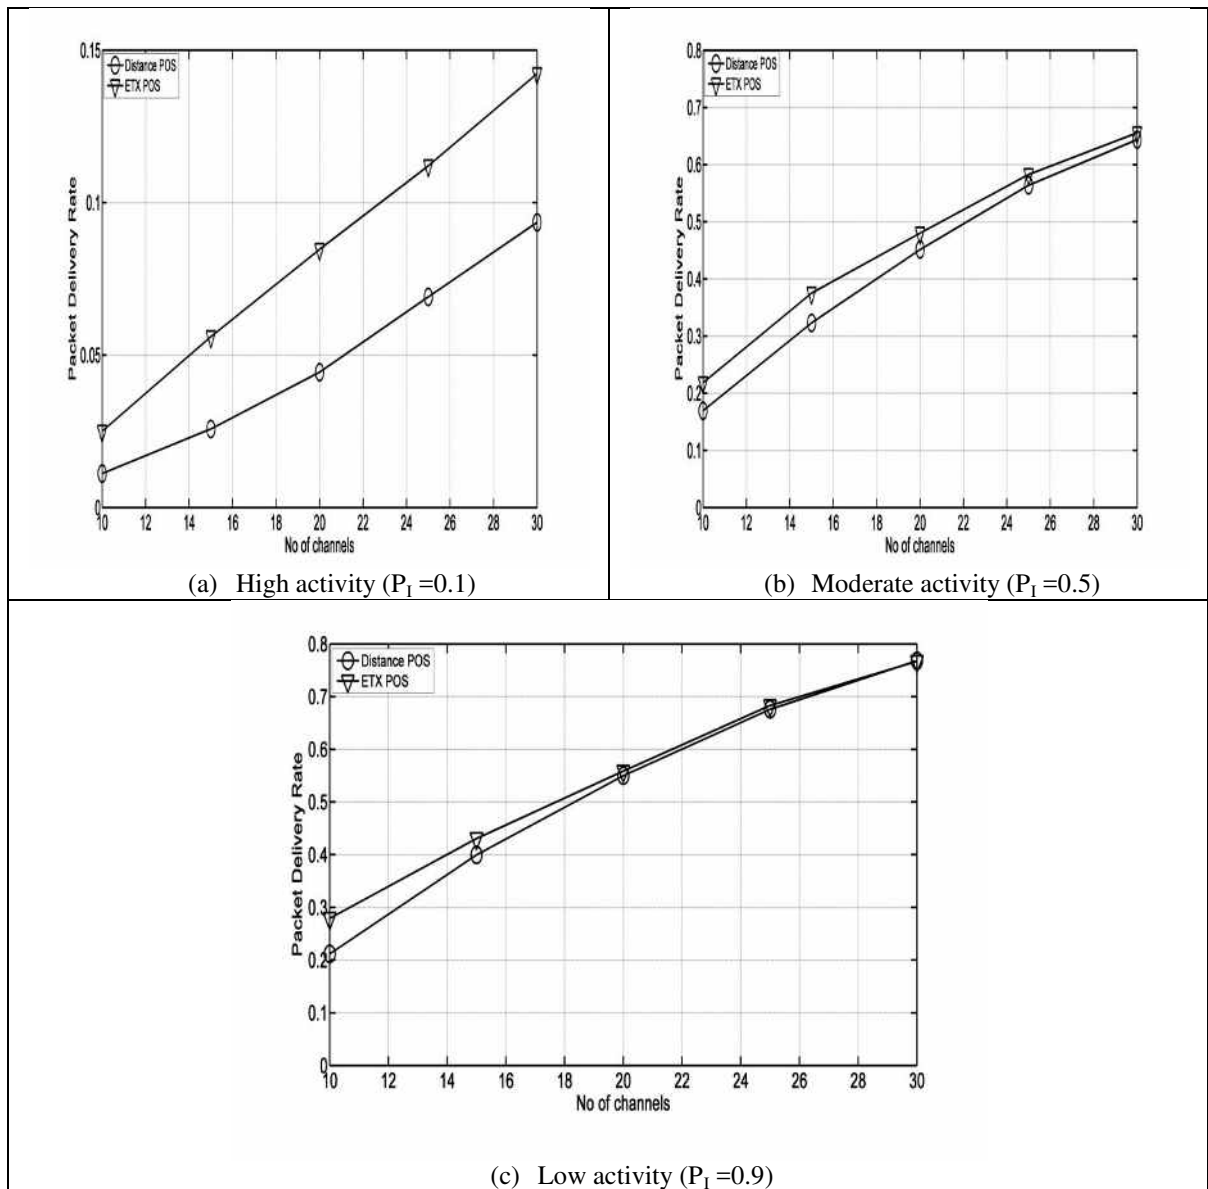 0.15
Distance POS
ETX POS
0.1
0.05
0
Packet Delivery Rate
10 12 14 16 18 20 22 24 26 28 30
No of channels
(a) High activity (P_I =0.1)
0.8
Distance POS
ETX POS
0.7
0.6
0.5
0.4
0.3
0.2
0.1
0
Packet Delivery Rate
10 12 14 16 18 20 22 24 26 28 30
No of channels
(b) Moderate activity (P_I =0.5)
0.8
Distance POS
ETX POS
0.7
0.6
0.5
0.4
0.3
0.2
0.1
0
Packet Delivery Rate
10 12 14 16 18 20 22 24 26 28 30
No of channels
(c) Low activity (P_I =0.9)